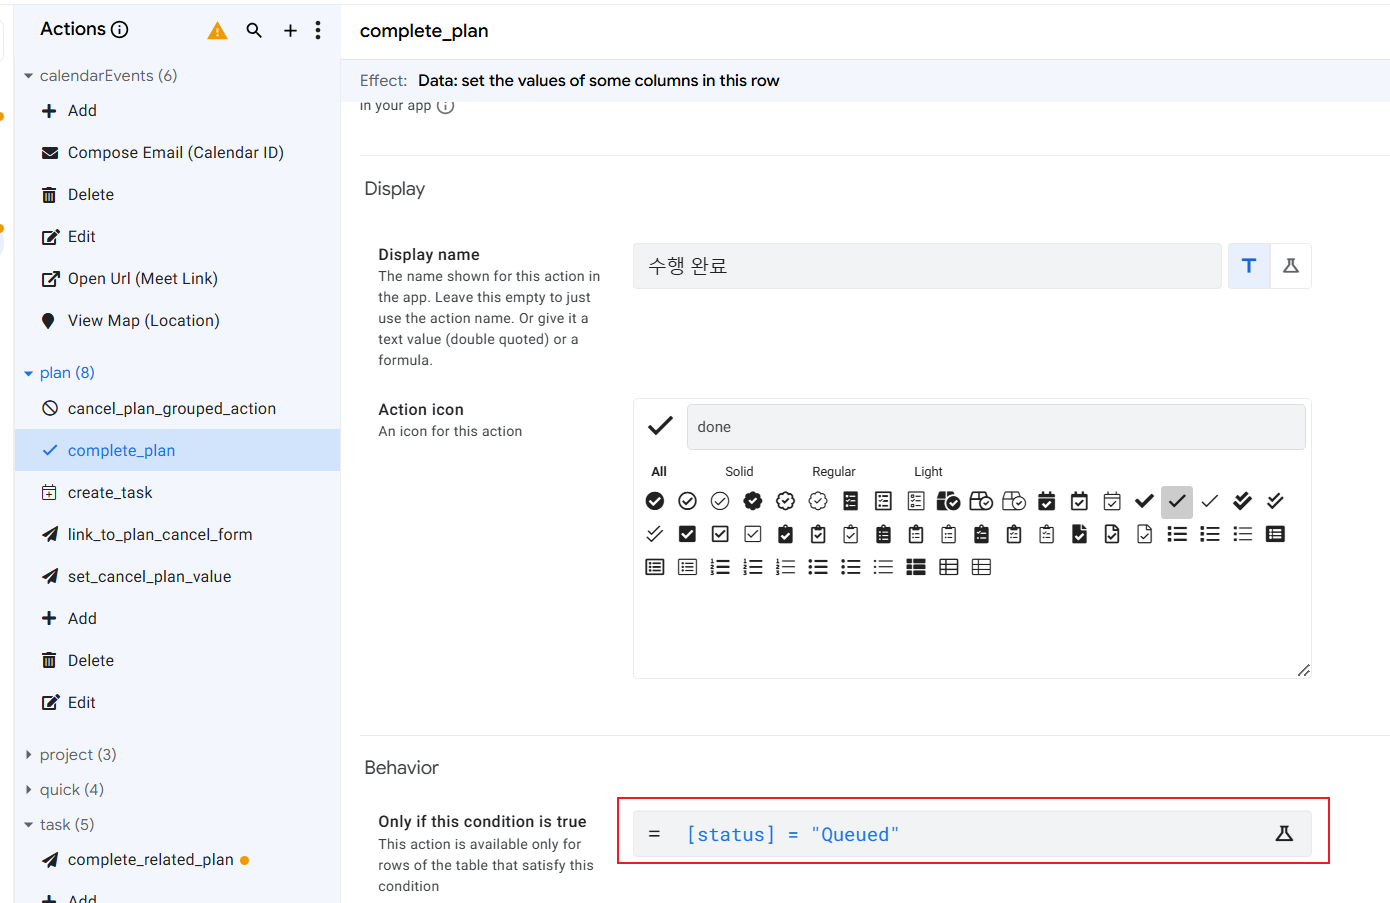 Actions
calendarEvents (6)
Add
Compose Email (Calendar ID)
Delete
Edit
Open Url (Meet Link)
View Map (Location)
plan (8)
cancel_plan_grouped_action
complete_plan
create_task
link_to_plan_cancel_form
set_cancel_plan_value
Add
Delete
Edit
project (3)
quick (4)
task (5)
complete_related_plan
Add
complete_plan
Effect: Data: set the values of some columns in this row
in your app
Display
Display name
The name shown for this action in
the app. Leave this empty to just
use the action name. Or give it a
text value (double quoted) or a
formula.
수행 완료
T
Action icon
An icon for this action
done
All Solid Regular Light
Behavior
Only if this condition is true
This action is available only for
rows of the table that satisfy this
condition
= [status] = "Queued"